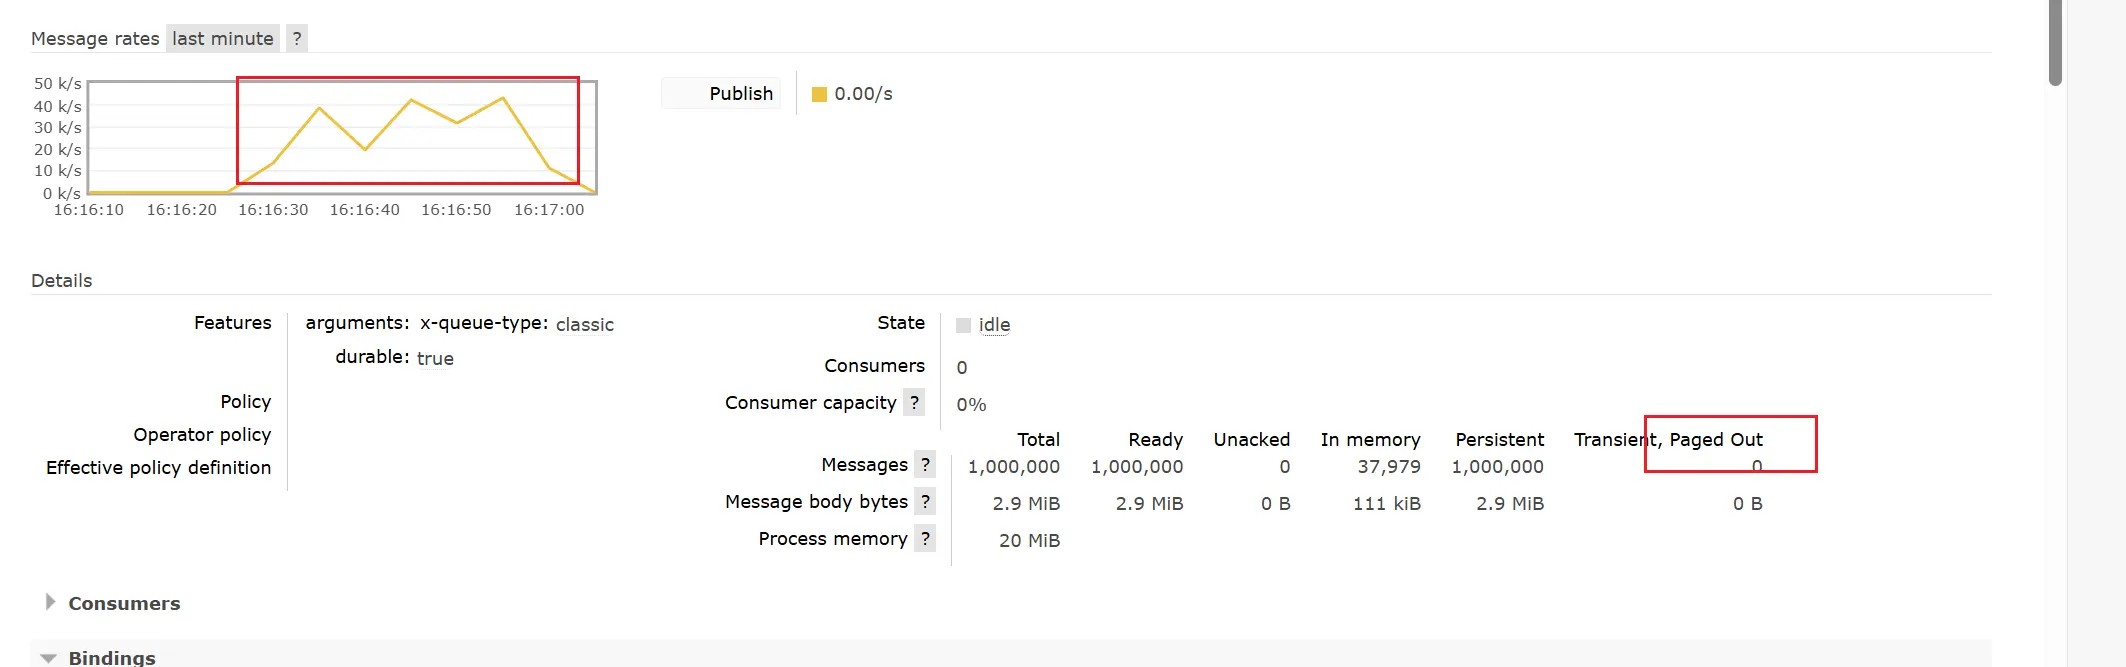 Message rates last minute ?
50 k/s
40 k/s
30 k/s
20 k/s
10 k/s
0 k/s
16:16:10 16:16:20 16:16:30 16:16:40 16:16:50 16:17:00
Publish 0.00/s
Details
Features arguments: x-queue-type: classic
durable: true
Policy
Operator policy
Effective policy definition
State idle
Consumers 0
Consumer capacity ? 0%
Total Ready Unacked In memory Persistent Transient, Paged Out
Messages ? 1,000,000 1,000,000 0 37,979 1,000,000 0
Message body bytes ? 2.9 MiB 2.9 MiB 0 B 111 kiB 2.9 MiB 0 B
Process memory ? 20 MiB
Consumers
Bindings